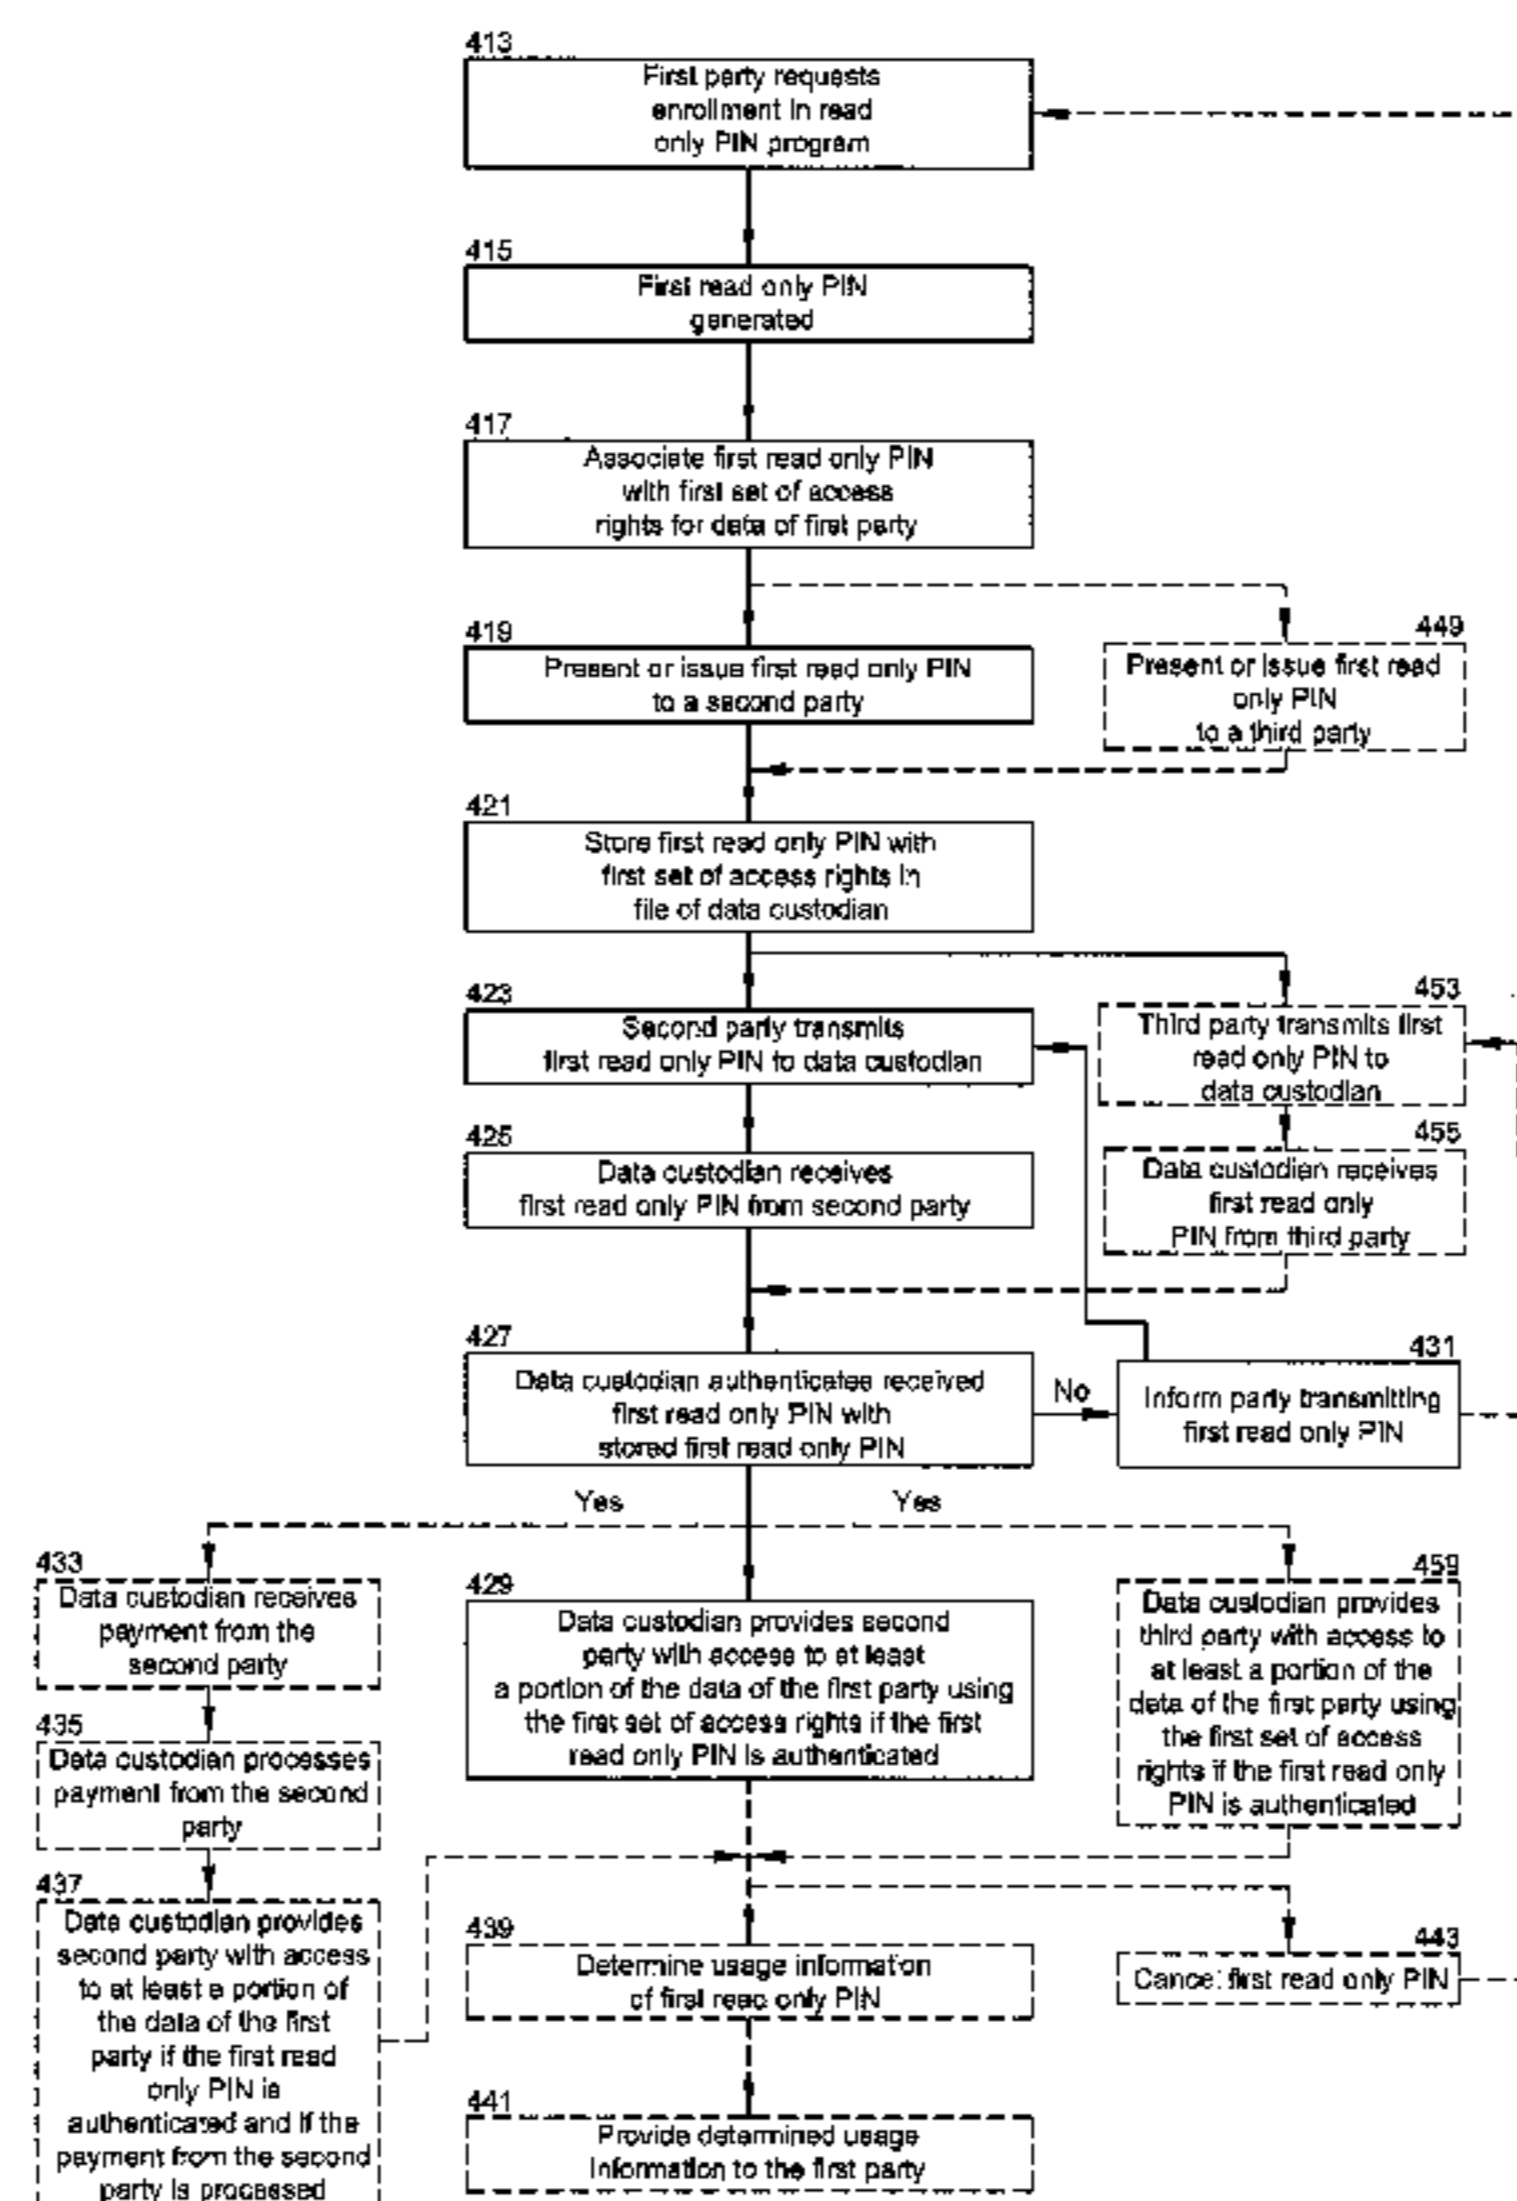 413
First party requests
enrollment in read
only PIN program
415
First read only PIN
generated
417
Associate first read only PIN
with first set of access
rights for data of first party
419
Present or issue first read only PIN
to a second party
449
Present or issue first read
only PIN
to a third party
421
Store first read only PIN with
first set of access rights in
file of data custodian
423
Second party transmits
first read only PIN to data custodian
453
Third party transmits first
read only PIN to
data custodian
425
Data custodian receives
first read only PIN from second party
455
Data custodian receives
first read only
PIN from third party
427
Data custodian authenticates received
first read only PIN with
stored first read only PIN
No
431
Inform party transmitting
first read only PIN
Yes
Yes
433
Data custodian receives
payment from the
second party
429
Data custodian provides second
party with access to at least
a portion of the data of the first party using
the first set of access rights if the first
read only PIN is authenticated
459
Data custodian provides
third party with access to
at least a portion of the
data of the first party using
the first set of access
rights if the first read only
PIN is authenticated
435
Data custodian processes
payment from the second
party
437
Data custodian provides
second party with access
to at least a portion of
the data of the first
party if the first read
only PIN is
authenticated and if the
payment from the second
party is processed
439
Determine usage information
of first read only PIN
443
Cancel first read only PIN
441
Provide determined usage
information to the first party